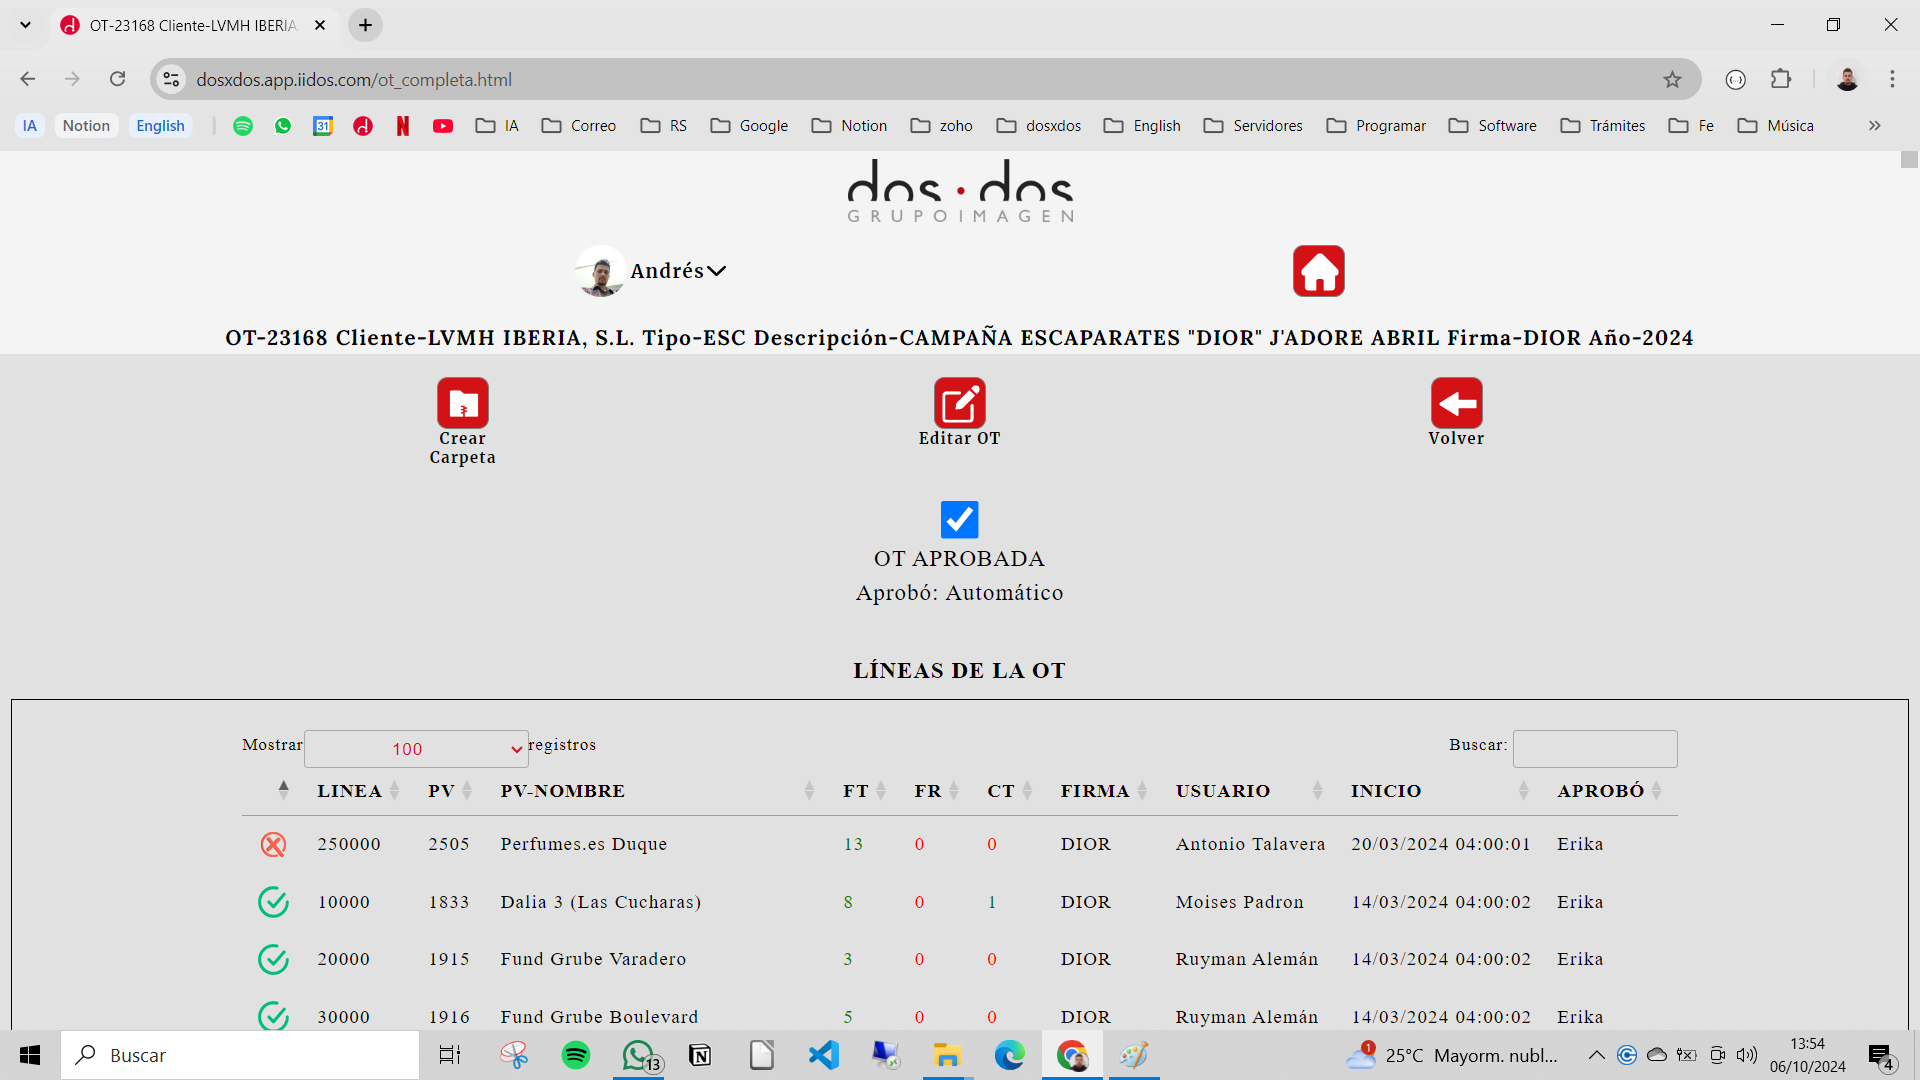 OT-23168 Cliente-LVMH IBERIA
dosxdos.app.iidos.com/ot_completa.html
IA Notion English 31 IA Correo RS Google Notion zoho dosxdos English Servidores Programar Software Trámites Fe Música
dos·dos
GRUPOIMAGEN
Andrés
OT-23168 Cliente-LVMH IBERIA, S.L. Tipo-ESC Descripción-CAMPAÑA ESCAPARATES "DIOR" J'ADORE ABRIL Firma-DIOR Año-2024
Crear Carpeta
Editar OT
Volver
OT APROBADA
Aprobó: Automático
LÍNEAS DE LA OT
Mostrar 100 registros Buscar:
LINEA PV PV-NOMBRE FT FR CT FIRMA USUARIO INICIO APROBÓ
250000 2505 Perfumes.es Duque 13 0 0 DIOR Antonio Talavera 20/03/2024 04:00:01 Erika
10000 1833 Dalia 3 (Las Cucharas) 8 0 1 DIOR Moises Padron 14/03/2024 04:00:02 Erika
20000 1915 Fund Grube Varadero 3 0 0 DIOR Ruyman Alemán 14/03/2024 04:00:02 Erika
30000 1916 Fund Grube Boulevard 5 0 0 DIOR Ruyman Alemán 14/03/2024 04:00:02 Erika
Buscar 13 1 25°C Mayorm. nubl... 13:54
06/10/2024 4